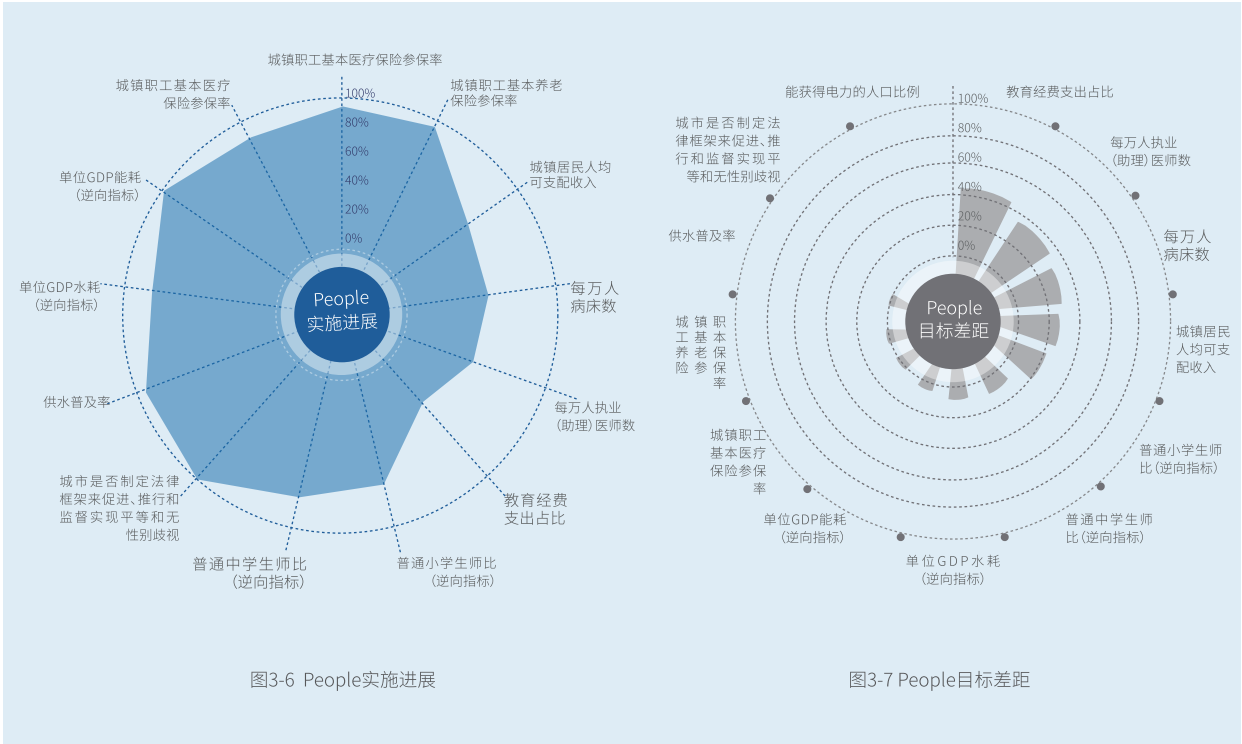 城镇职工基本医疗保险参保率
城镇职工基本医疗
保险参保率
城镇职工基本养老
保险参保率
100%
80%
60%
40%
20%
0%
单位GDP能耗
（逆向指标）
城镇居民人均
可支配收入
单位GDP水耗
（逆向指标）
每万人
病床数
People
实施进展
供水普及率
每万人执业
（助理）医师数
城市是否制定法律
框架来促进、推行和
监督实现平等和无
性别歧视
教育经费
支出占比
普通中学生师比
（逆向指标）
普通小学生师比
（逆向指标）
图3-6 People实施进展
能获得电力的人口比例
教育经费支出占比
100%
80%
60%
40%
20%
0%
城市是否制定法
律框架来促进、推
行和监督实现平
等和无性别歧视
每万人执业
（助理）医师数
供水普及率
每万人
病床数
People
目标差距
城镇职
工基本
养老保
险参保
率
城镇居民
人均可支
配收入
城镇职工
基本医疗
保险参保
率
普通小学生师
比（逆向指标）
单位GDP能耗
（逆向指标）
普通中学生师
比（逆向指标）
单位GDP水耗
（逆向指标）
图3-7 People目标差距